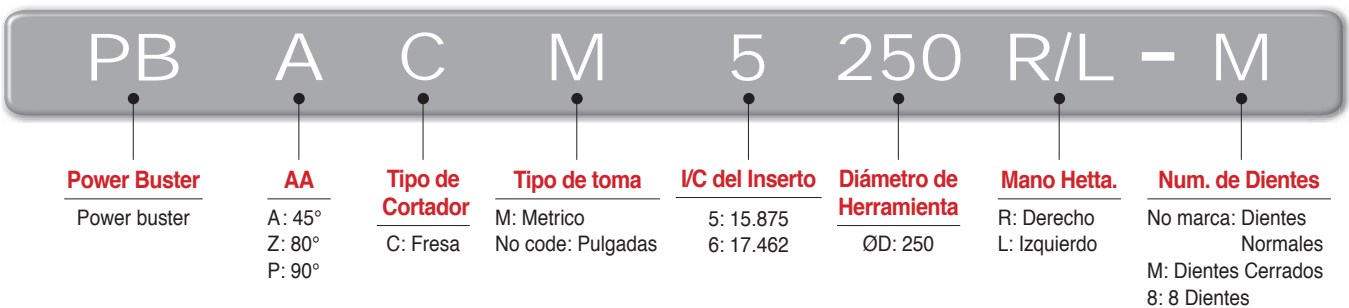 PB A C M 5 250 R/L - M
Power Buster
Power buster
AA
A: 45°
Z: 80°
P: 90°
Tipo de
Cortador
C: Fresa
Tipo de toma
M: Metrico
No code: Pulgadas
I/C del Inserto
5: 15.875
6: 17.462
Diámetro de
Herramienta
ØD: 250
Mano Hetta.
R: Derecho
L: Izquierdo
Num. de Dientes
No marca: Dientes
Normales
M: Dientes Cerrados
8: 8 Dientes